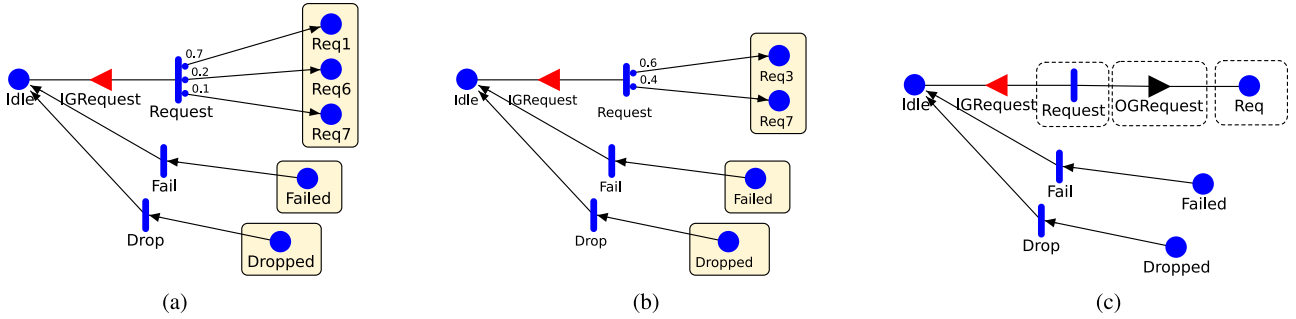 0.7
0.2
0.1
Req1
Req6
Req7
Idle
IGRequest
Request
Fail
Failed
Drop
Dropped
(a)
0.6
0.4
Req3
Req7
Idle
IGRequest
Request
Fail
Failed
Drop
Dropped
(b)
Idle
IGRequest
Request
OGRequest
Req
Fail
Failed
Drop
Dropped
(c)